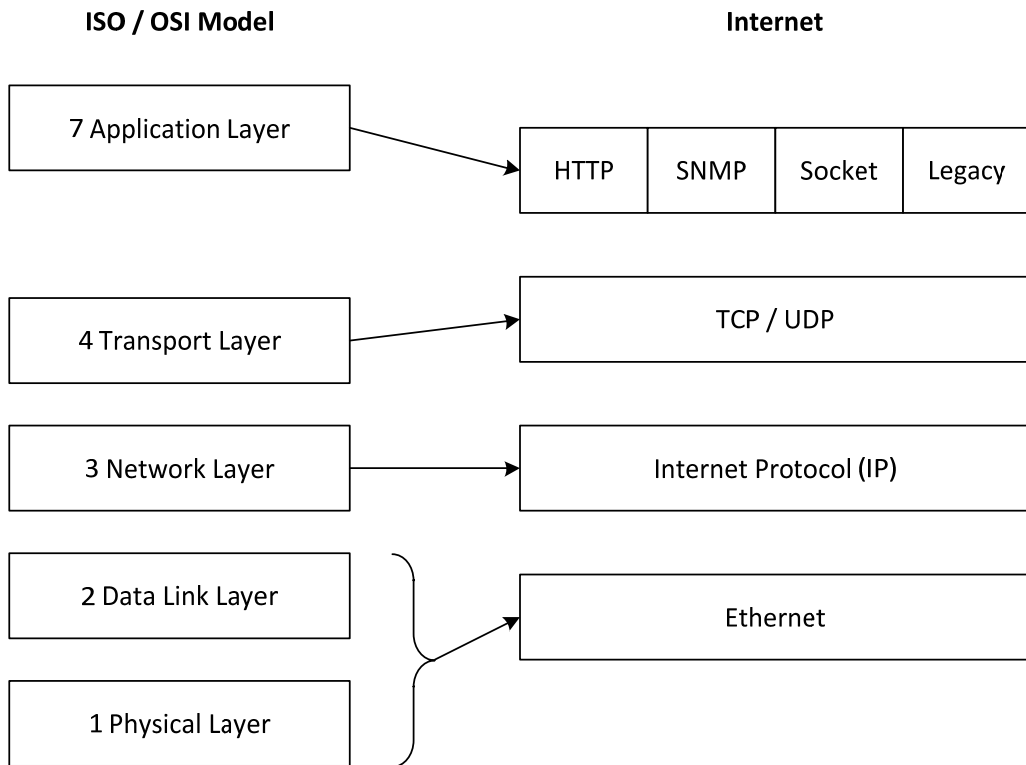 ISO / OSI Model
Internet
7 Application Layer
HTTP
SNMP
Socket
Legacy
4 Transport Layer
TCP / UDP
3 Network Layer
Internet Protocol (IP)
2 Data Link Layer
Ethernet
1 Physical Layer